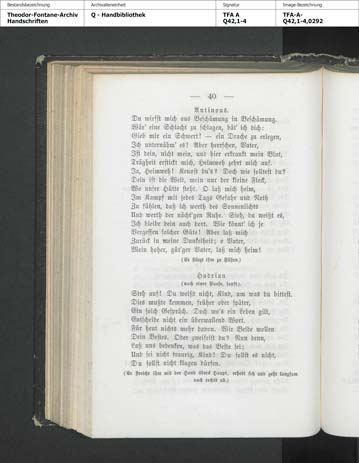 Bestandsbezeichnung
Theodor-Fontane-Archiv
Handschriften
Archivalieneinheit
Q - Handbibliothek
Signatur
TFA A
Q42,1-4
Image-Bezeichnung
TFA-A-
Q42,1-4,0292
— 40 —
Antinous.
Du wirfst mich aus Beschämung in Beschämung.
Wär' eine Schlacht zu schlagen, bät' ich dich:
Gieb mir ein Schwert! — ein Drache zu erlegen,
Ich unternähm' es! Aber herrschen, Vater,
Ist dein, nicht mein, und hier erkrankt mein Blut,
Trägheit erstickt mich, Heimweh zehrt mich auf.
Ja, Heimweh! Kennst du's? Doch wie solltest du?
Dein ist die Welt, mein nur der kleine Fleck,
Wo unser Hütte steht. O laß mich heim,
Im Kampf mit jedes Tags Gefahr und Noth
Zu fühlen, daß ich werth des Sonnenlichts
Und werth der nächt'gen Ruhe. Sieh, du weißt es,
Ich bleibe dein auch dort. Wie könnt' ich je
Vergessen solcher Güte! Aber laß mich
Zurück in meine Dunkelheit; o Vater,
Mein hoher, güt'ger Vater, laß mich heim!
(Er sinkt ihm zu Füßen.)
Hadrian
(nach einer Pause, sanft).
Steh auf! Du weißt nicht, Kind, um was du bittest.
Dies mußte kommen, früher oder später,
Ein solch Gespräch. Doch wo's ein Leben gilt,
Entscheide nicht ein überwallend Wort.
Für heut nichts mehr davon. Wir Beide wollen
Dein Bestes. Oder zweifelst du? Nun denn,
Laß uns bedenken, was das Beste sei;
Und sei nicht traurig, Kind! Du sollst es nicht,
Du sollst nicht klagen dürfen.
(Er streicht ihm mit der Hand übers Haupt, erhebt sich und geht langsam
nach rechts ab.)